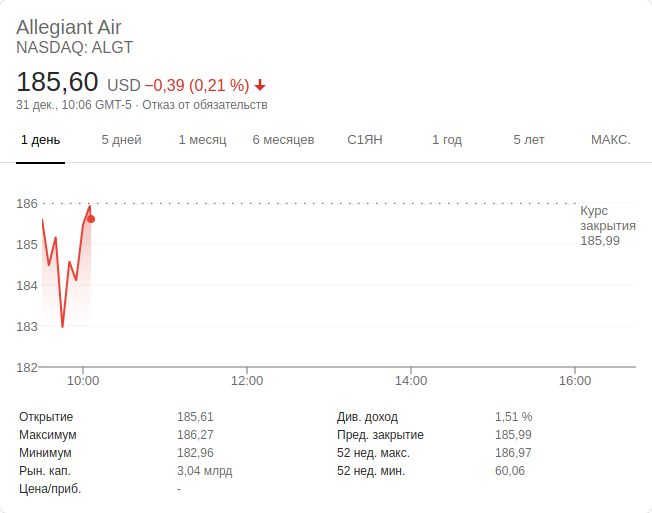 Allegiant Air
NASDAQ: ALGT
185,60 USD −0,39 (0,21 %)
31 дек., 10:06 GMT-5 · Отказ от обязательств
1 день 5 дней 1 месяц 6 месяцев С1ЯН 1 год 5 лет МАКС.
186
Курс
закрытия
185,99
185
184
183
182
10:00 12:00 14:00 16:00
Открытие 185,61 Див. доход 1,51 %
Максимум 186,27 Пред. закрытие 185,99
Минимум 182,96 52 нед. макс. 186,97
Рын. кап. 3,04 млрд 52 нед. мин. 60,06
Цена/приб. -